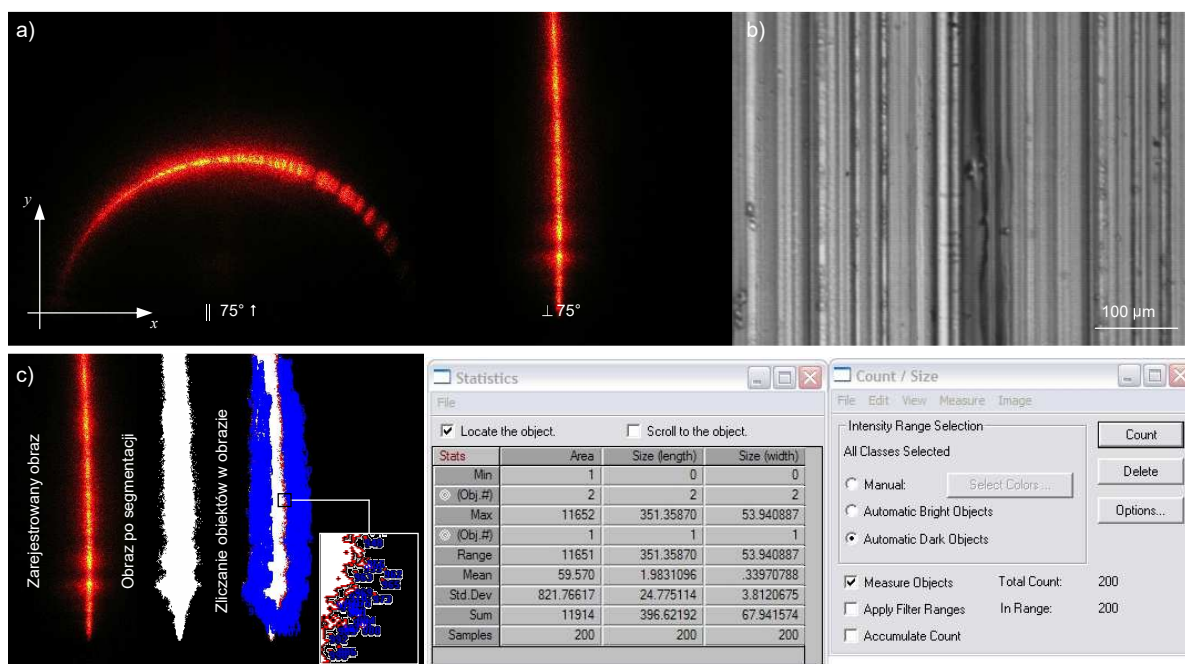 a)
y
x
|| 75° ↑
⊥ 75°
b)
100 µm
c)
Zarejestrowany obraz
Obraz po segmentacji
Zliczanie obiektów w obrazie
Statistics
File
Locate the object.
Scroll to the object.
Stats Area Size (length) Size (width)
Min 1 0 0
(Obj.#) 2 2 2
Max 11652 351.35870 53.940887
(Obj.#) 1 1 1
Range 11651 351.35870 53.940887
Mean 59.570 1.9831096 .33970788
Std.Dev 821.76617 24.775114 3.8120675
Sum 11914 396.62192 67.941574
Samples 200 200 200
Count / Size
File Edit View Measure Image
Intensity Range Selection
All Classes Selected
Manual: Select Colors ...
Automatic Bright Objects
Automatic Dark Objects
Count
Delete
Options...
Measure Objects Total Count: 200
Apply Filter Ranges In Range: 200
Accumulate Count